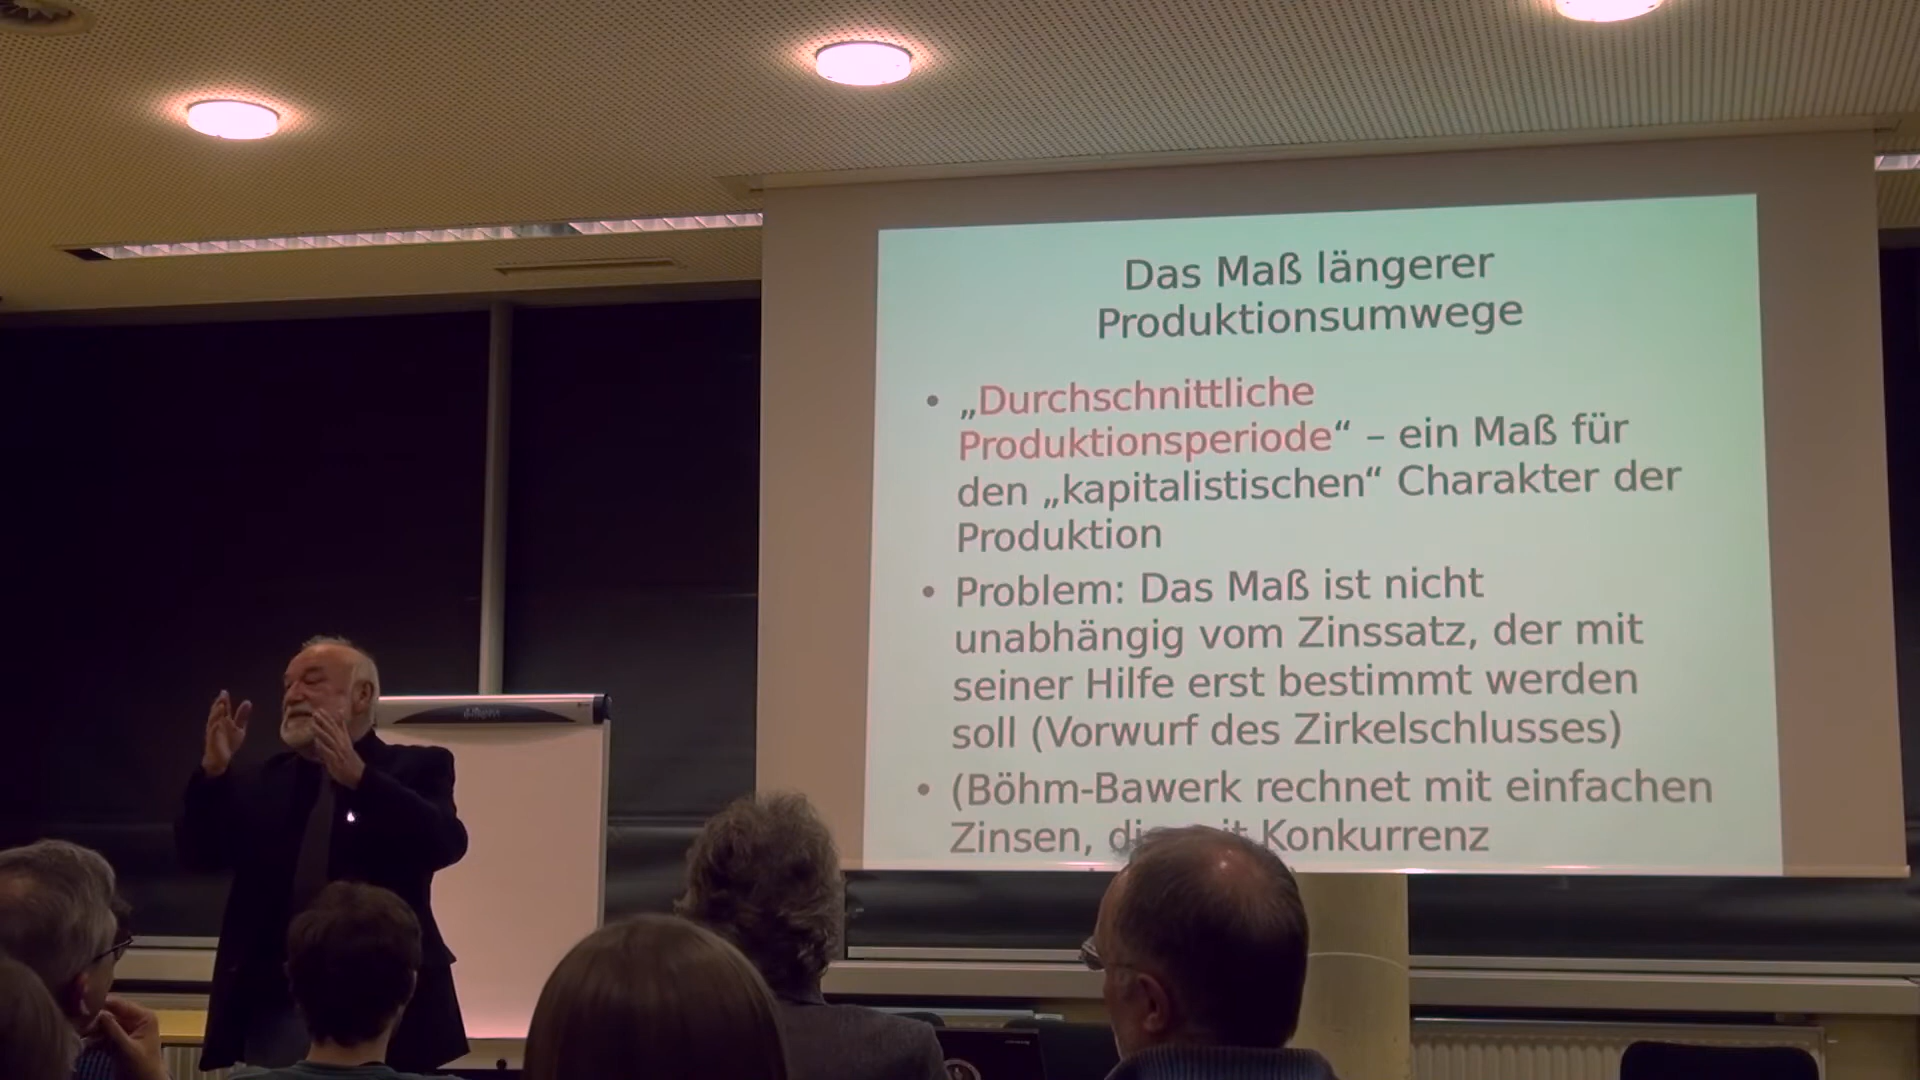 Das Maß längerer
Produktionsumwege
• „Durchschnittliche
Produktionsperiode“ – ein Maß für
den „kapitalistischen“ Charakter der
Produktion
• Problem: Das Maß ist nicht
unabhängig vom Zinssatz, der mit
seiner Hilfe erst bestimmt werden
soll (Vorwurf des Zirkelschlusses)
• (Böhm-Bawerk rechnet mit einfachen
Zinsen, Konkurrenz